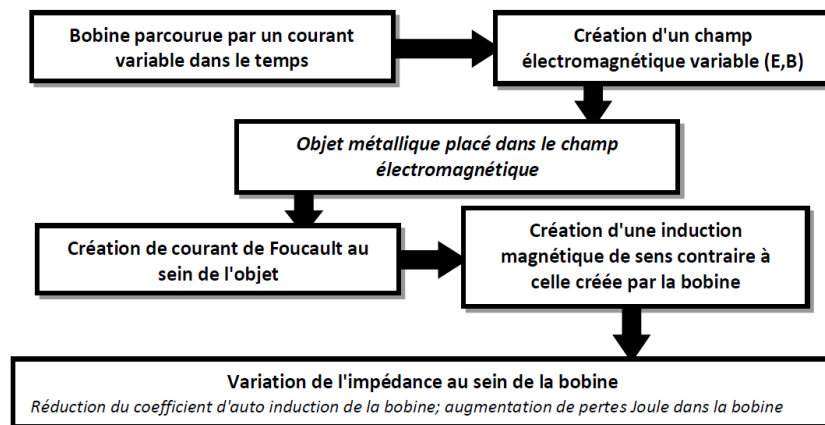 Bobine parcourue par un courant
variable dans le temps
Création d'un champ
électromagnétique variable (E,B)
Objet métallique placé dans le champ
électromagnétique
Création de courant de Foucault au
sein de l'objet
Création d'une induction
magnétique de sens contraire à
celle créée par la bobine
Variation de l'impédance au sein de la bobine
Réduction du coefficient d'auto induction de la bobine; augmentation de pertes Joule dans la bobine